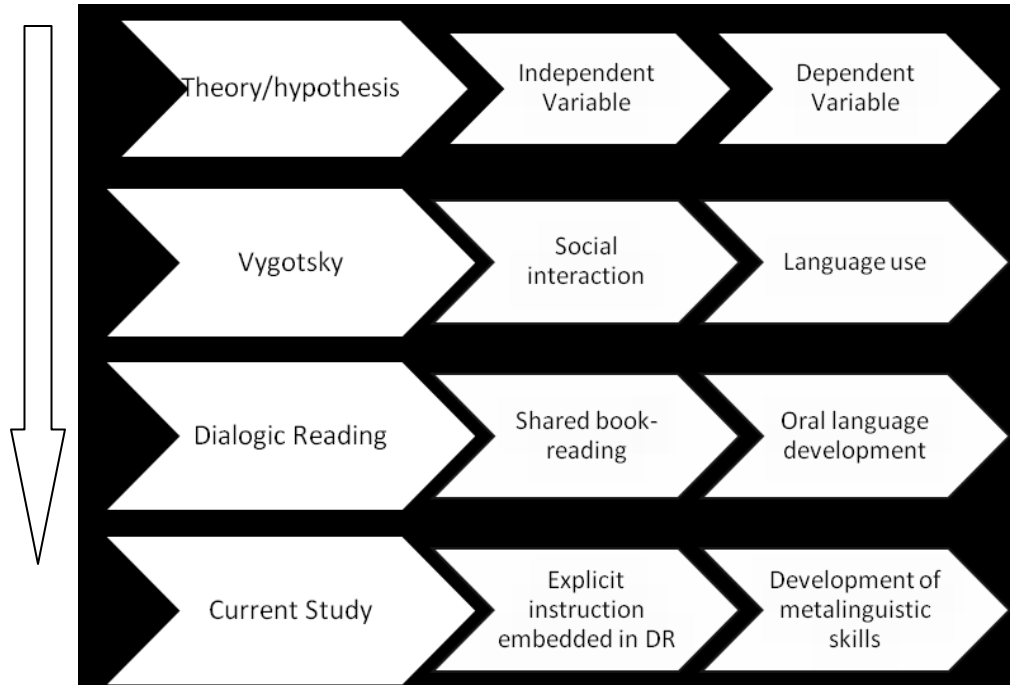 Theory/hypothesis
Independent
Variable
Dependent
Variable
Vygotsky
Social
interaction
Language use
Dialogic Reading
Shared book-
reading
Oral language
development
Current Study
Explicit
instruction
embedded in DR
Development of
metalinguistic
skills